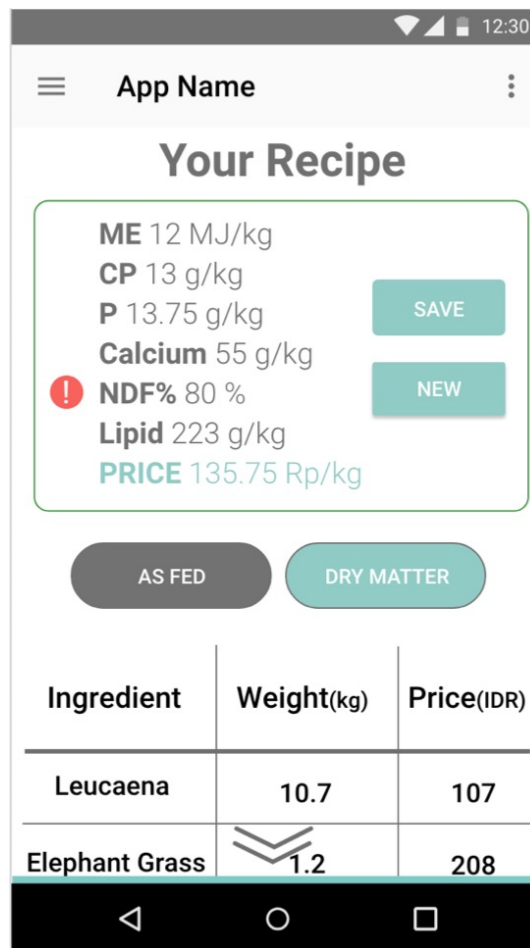 12:30
App Name
Your Recipe
ME 12 MJ/kg
CP 13 g/kg
P 13.75 g/kg
SAVE
Calcium 55 g/kg
! NDF% 80 %
NEW
Lipid 223 g/kg
PRICE 135.75 Rp/kg
AS FED DRY MATTER
Ingredient Weight(kg) Price(IDR)
Leucaena 10.7 107
Elephant Grass 1.2 208